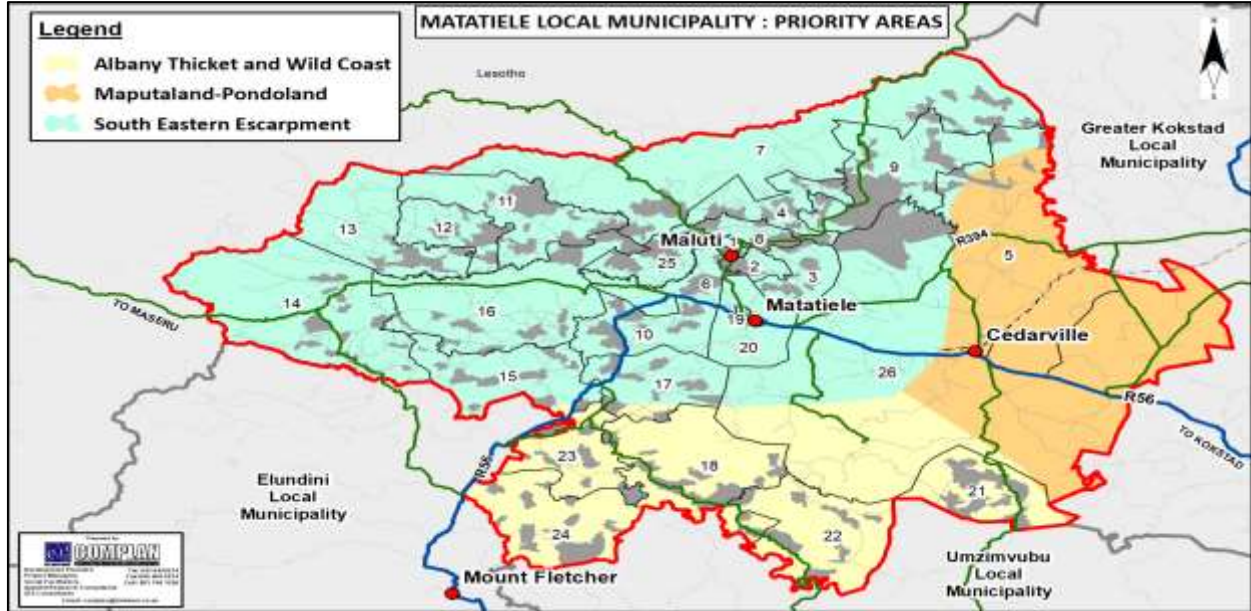 MATATIELE LOCAL MUNICIPALITY : PRIORITY AREAS
Legend
Albany Thicket and Wild Coast
Maputaland-Pondoland
South Eastern Escarpment
Lesotho
Greater Kokstad
Local
Municipality
7
9
11
4
13
12
Maluti
1
R394
5
25
2
3
6
14
16
TO MASERU
10
19
Matatiele
20
Cedarville
15
17
26
R56
TO KOKSTAD
23
18
R56
21
Elundini
Local
Municipality
24
22
Umzimvubu
Local
Municipality
Mount Fletcher
COMPLAN